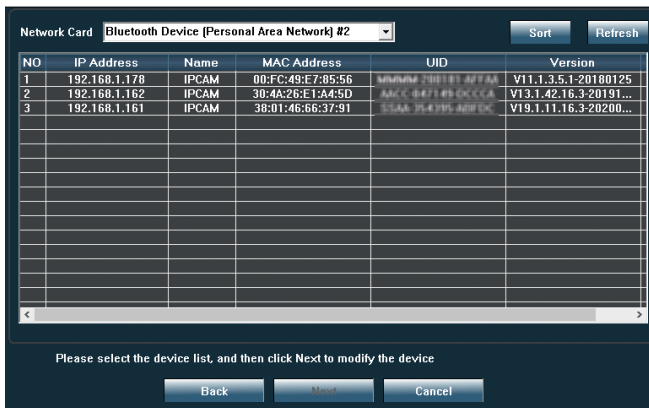 Network Card Bluetooth Device (Personal Area Network) #2 Sort Refresh
NO IP Address Name MAC Address UID Version
1 192.168.1.178 IPCAM 00:FC:49:E7:85:56 V11.1.3.5.1-20180125
2 192.168.1.162 IPCAM 30:4A:26:E1:A4:5D V13.1.42.16.3-20191...
3 192.168.1.161 IPCAM 38:01:46:66:37:91 V19.1.11.16.3-20200...
Please select the device list, and then click Next to modify the device
Back Next Cancel